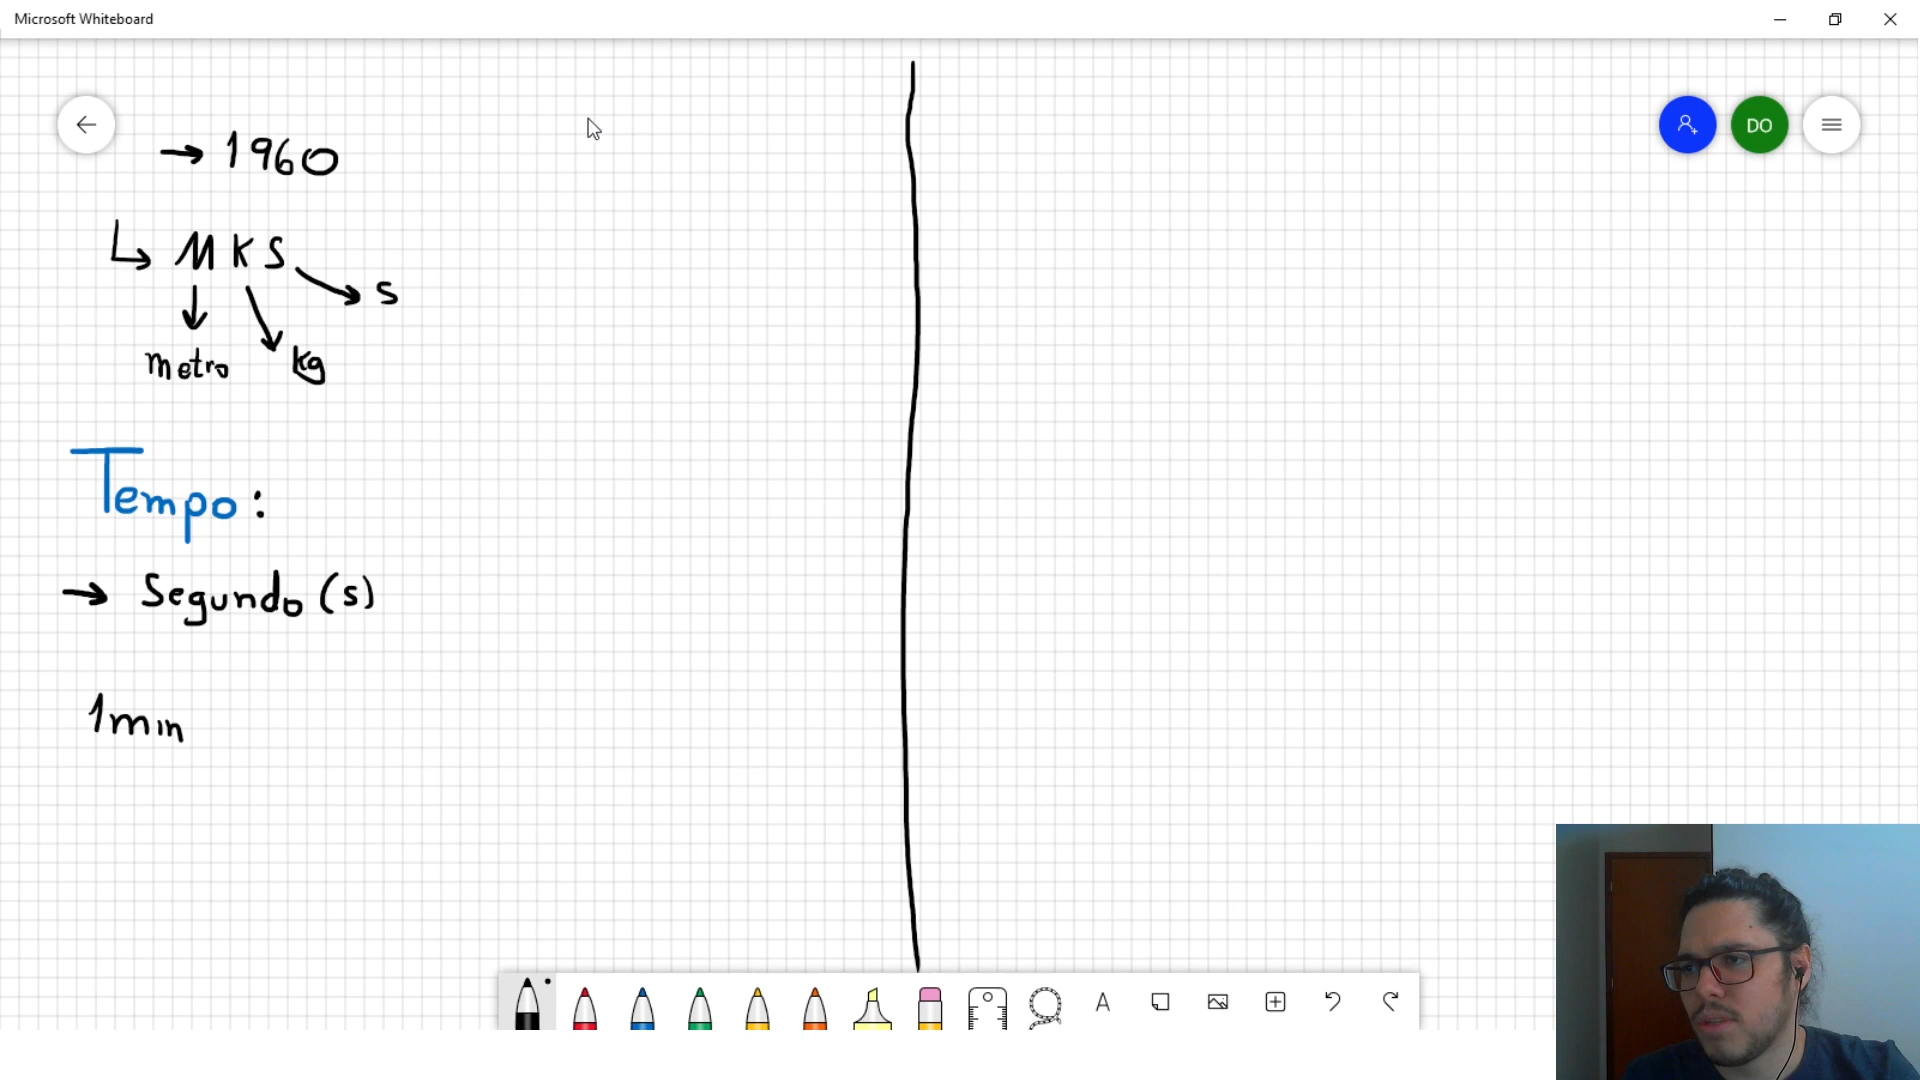 Microsoft Whiteboard
→ 1960
↳ MKS
s
metro
kg
DO
Tempo:
→ Segundo (s)
1min
A